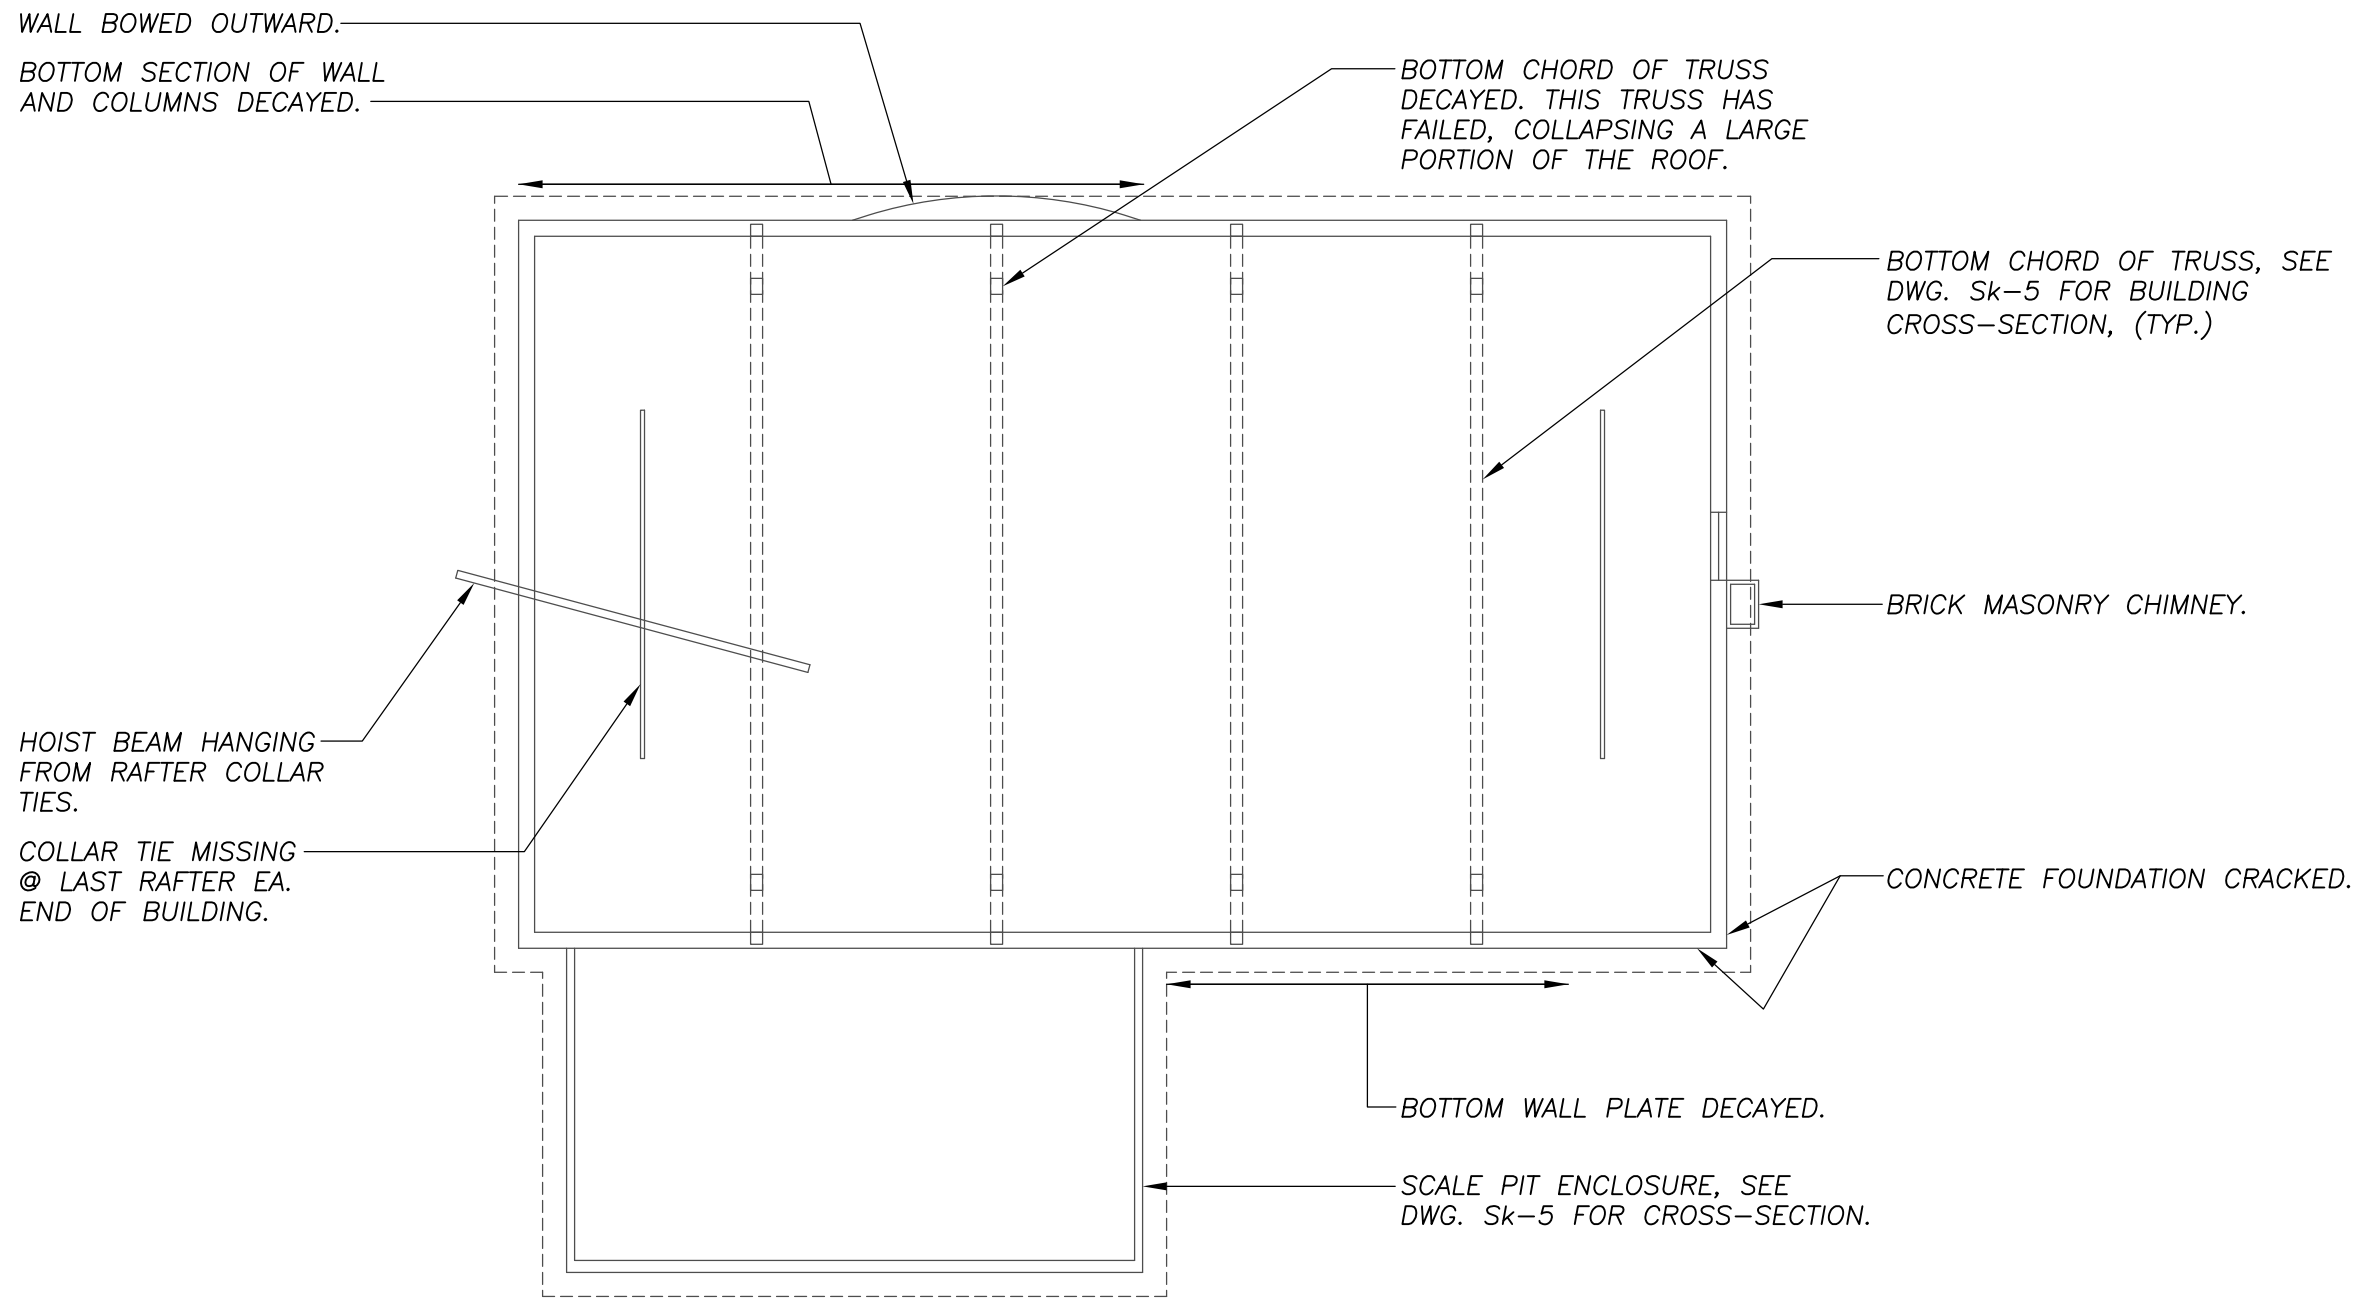 WALL BOWED OUTWARD.
BOTTOM SECTION OF WALL
AND COLUMNS DECAYED.
BOTTOM CHORD OF TRUSS
DECAYED. THIS TRUSS HAS
FAILED, COLLAPSING A LARGE
PORTION OF THE ROOF.
BOTTOM CHORD OF TRUSS, SEE
DWG. Sk-5 FOR BUILDING
CROSS-SECTION, (TYP.)
BRICK MASONRY CHIMNEY.
HOIST BEAM HANGING
FROM RAFTER COLLAR
TIES.
COLLAR TIE MISSING
@ LAST RAFTER EA.
END OF BUILDING.
CONCRETE FOUNDATION CRACKED.
BOTTOM WALL PLATE DECAYED.
SCALE PIT ENCLOSURE, SEE
DWG. Sk-5 FOR CROSS-SECTION.